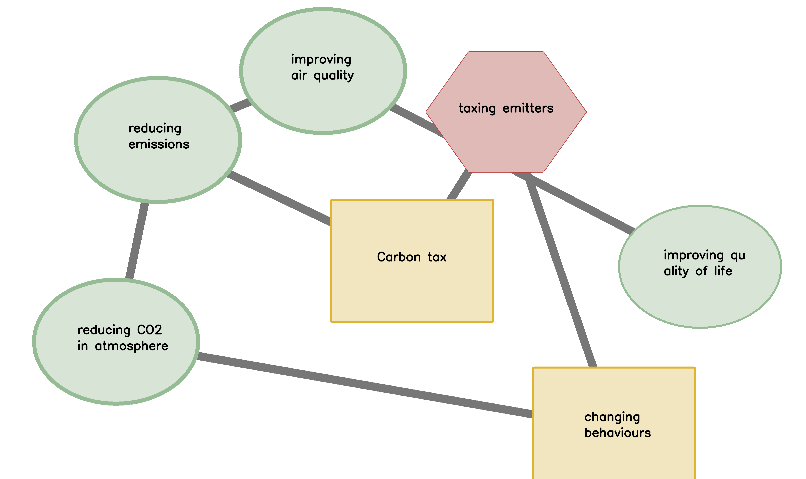 improving
air quality
taxing emitters
reducing
emissions
Carbon tax
improving qu
ality of life
reducing CO2
in atmosphere
changing
behaviours